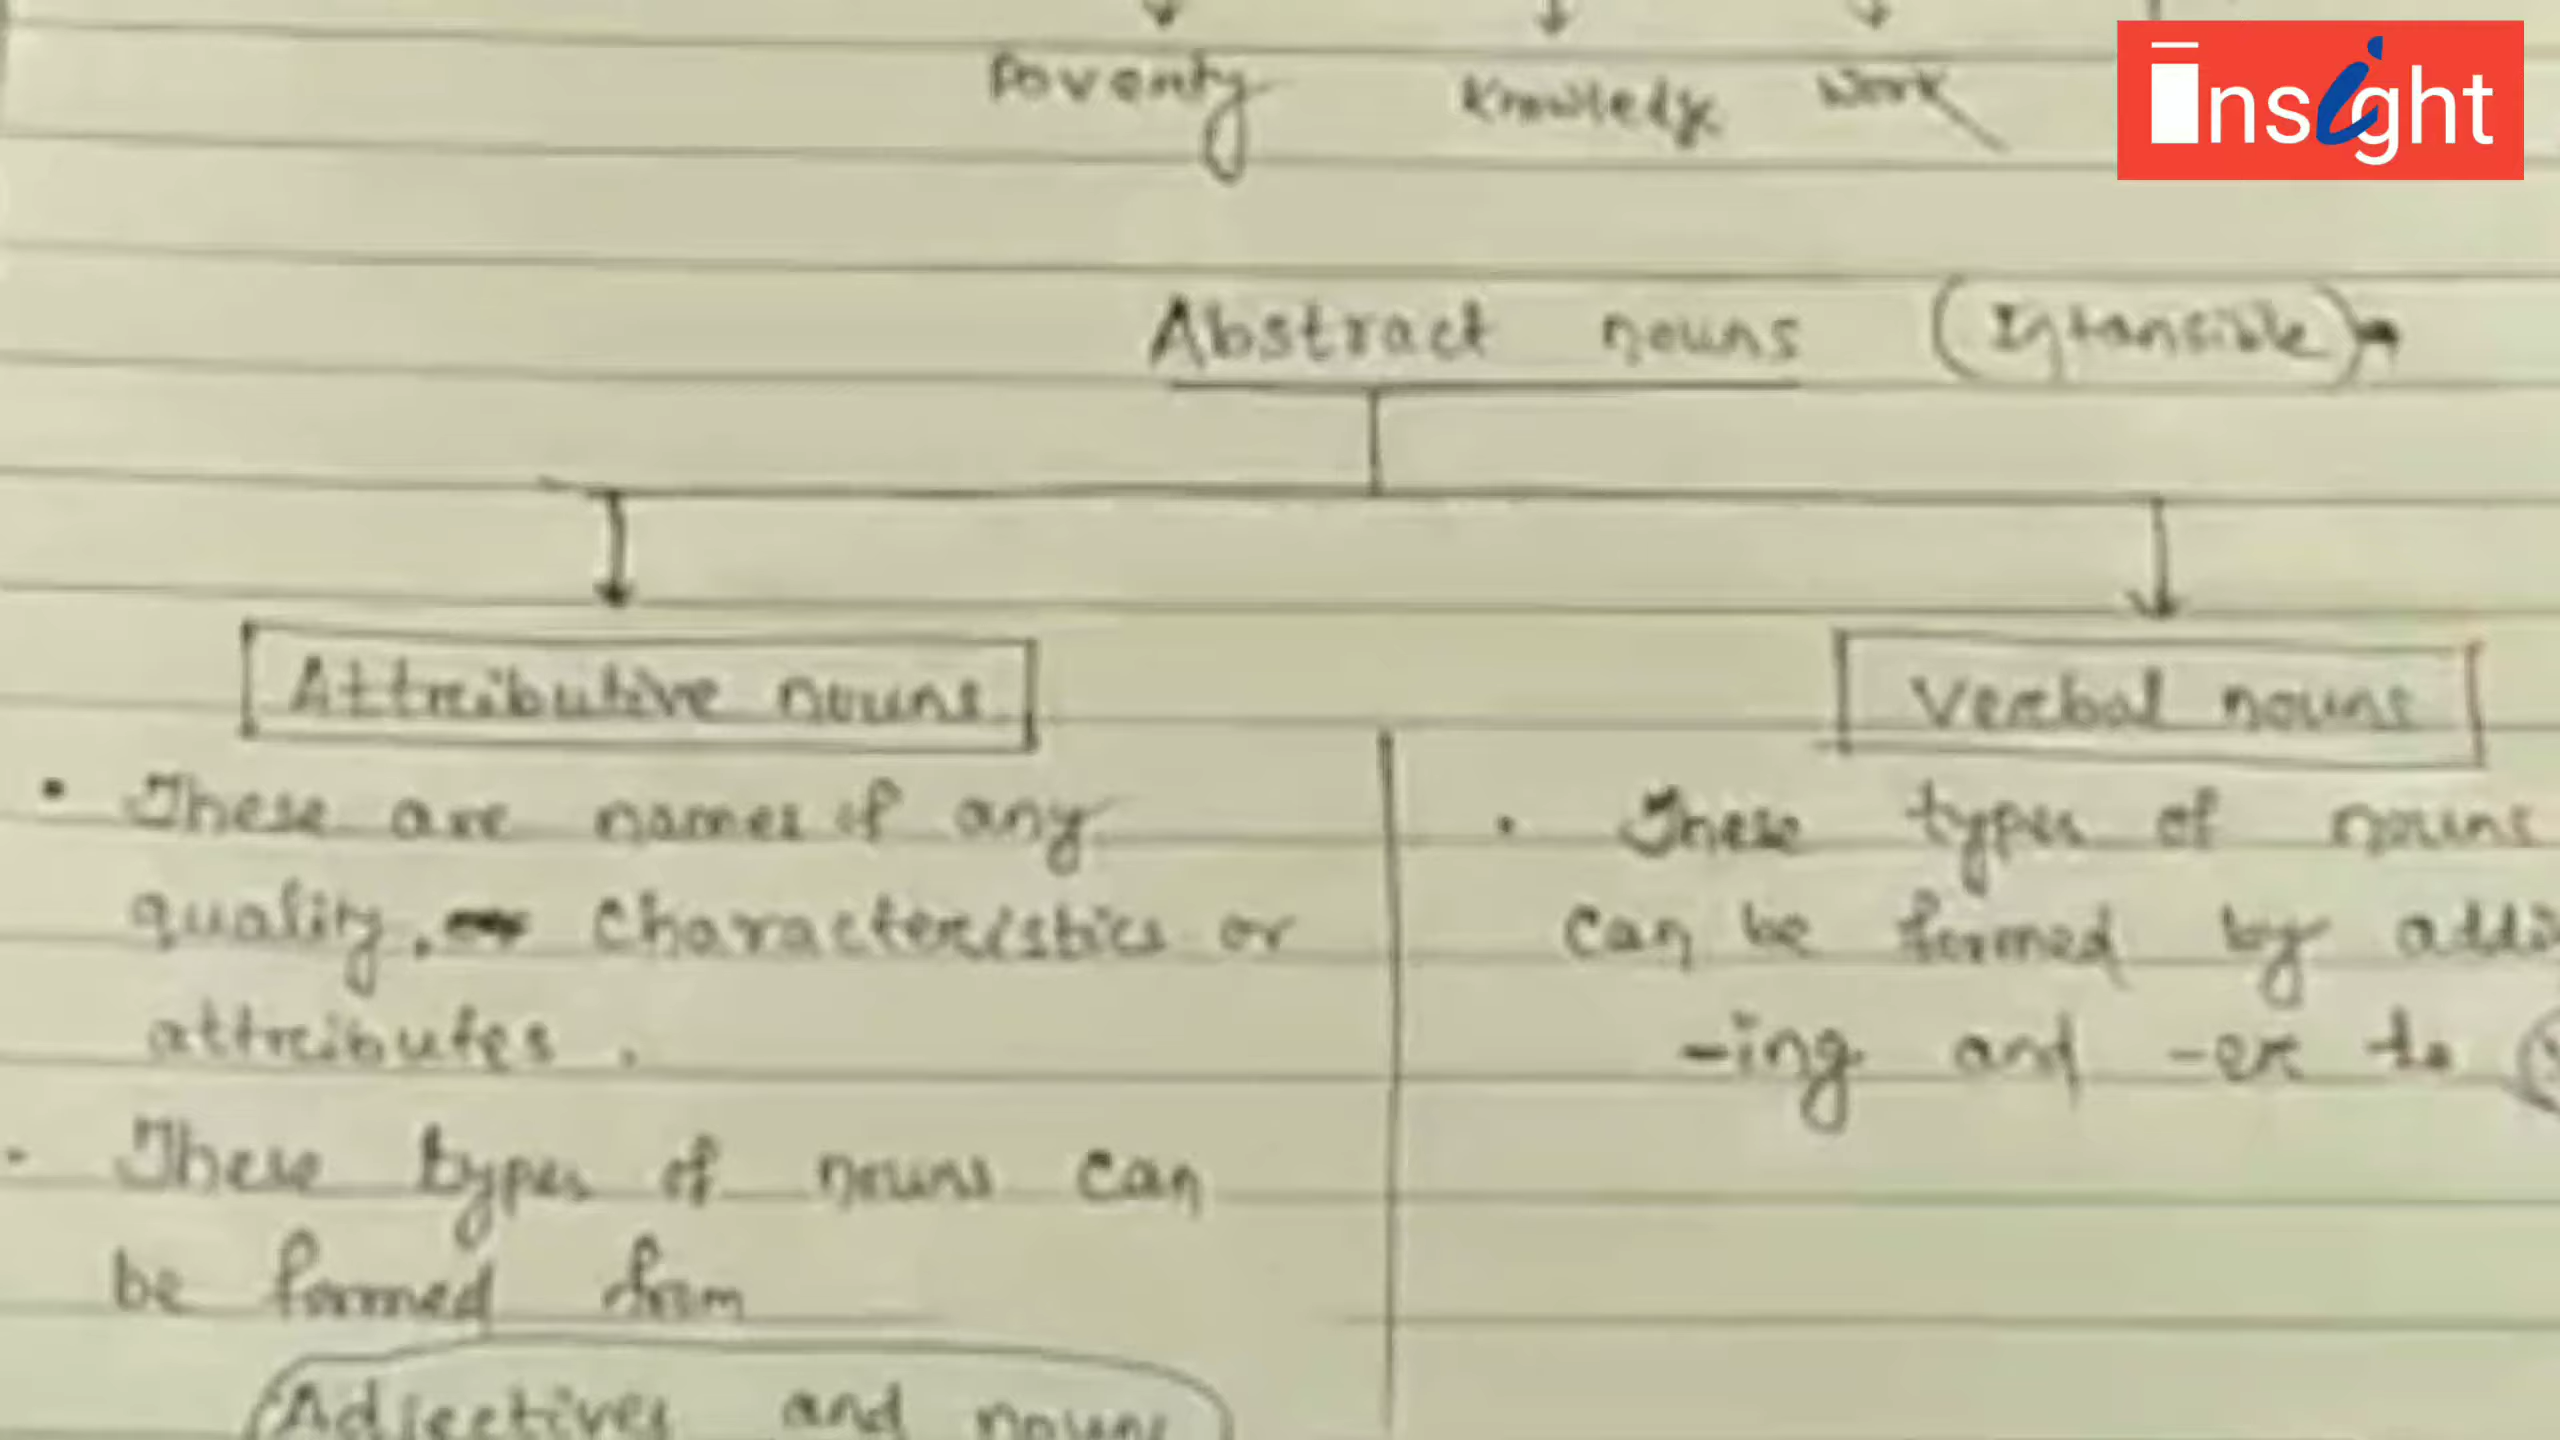 Poverty Knowledge Work
Insight
Abstract nouns (Intangible)
Attributive nouns
Verbal nouns
• These are names of any
quality, characteristics or
attributes.
• These types of nouns can
be formed from
Adjectives and nouns
• These types of nouns
can be formed by
-ing and -er to